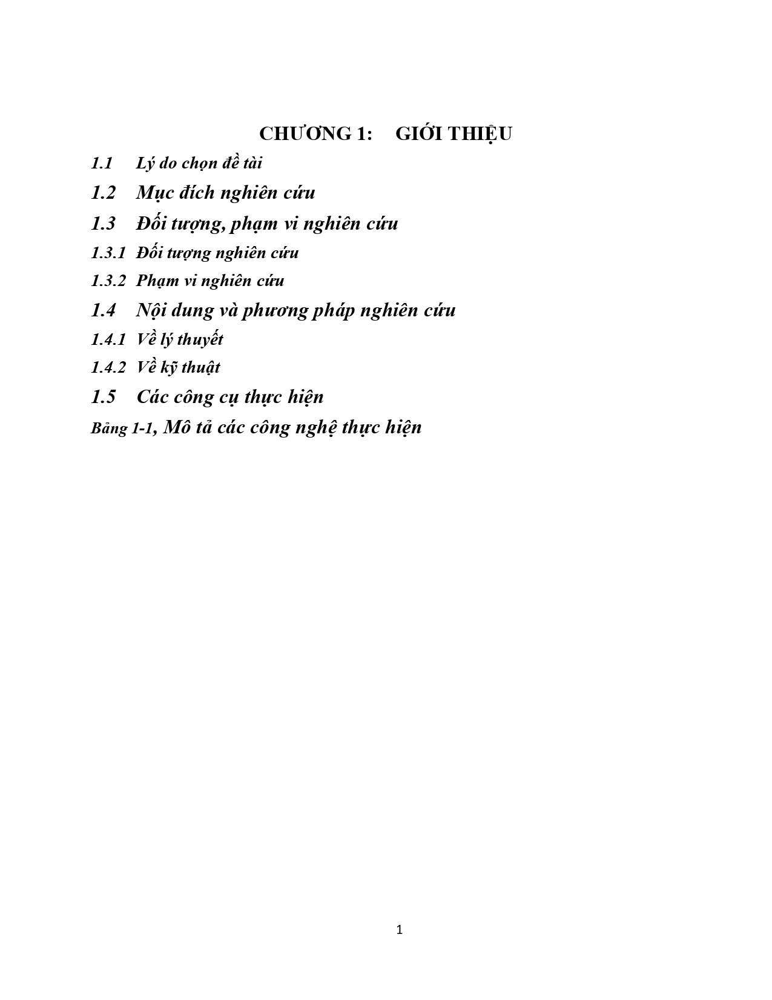 CHƯƠNG 1: GIỚI THIỆU
1.1 Lý do chọn đề tài
1.2 Mục đích nghiên cứu
1.3 Đối tượng, phạm vi nghiên cứu
1.3.1 Đối tượng nghiên cứu
1.3.2 Phạm vi nghiên cứu
1.4 Nội dung và phương pháp nghiên cứu
1.4.1 Về lý thuyết
1.4.2 Về kỹ thuật
1.5 Các công cụ thực hiện
Bảng 1-1, Mô tả các công nghệ thực hiện
1